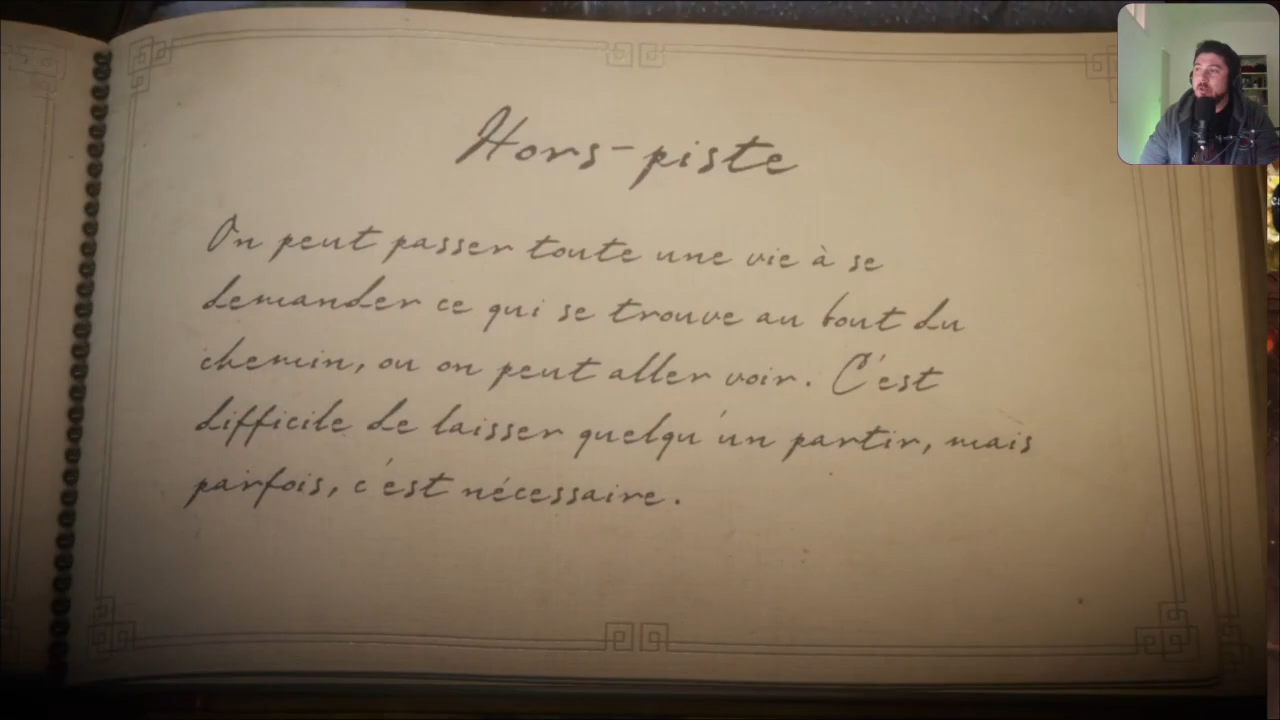 Hors-piste
On peut passer toute une vie à se
demander ce qui se trouve au bout du
chemin, ou on peut aller voir. C'est
difficile de laisser quelqu'un partir, mais
parfois, c'est nécessaire.